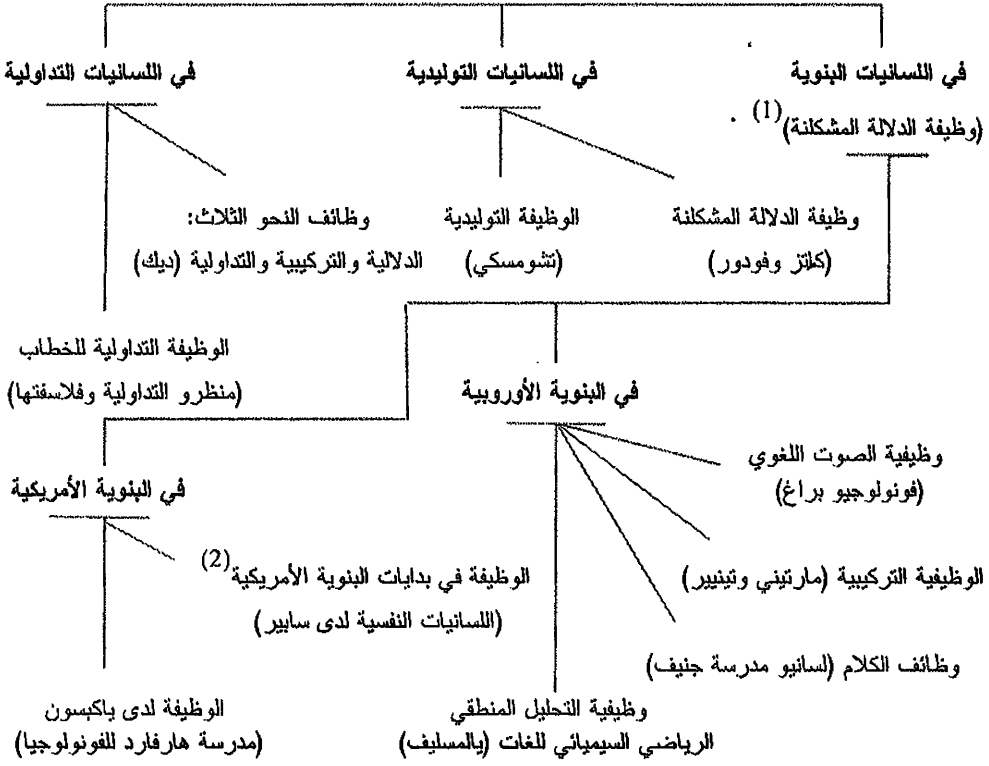 في اللسانيات البنوية
في اللسانيات التوليدية
في اللسانيات التداولية
(وظيفة الدلالة المشكلنة)(1) .
وظيفة الدلالة المشكلنة
(كاتز وفودور)
الوظيفة التوليدية
(تشومسكي)
وظائف النحو الثلاث:
الدلالية والتركيبية والتداولية (ديك)
الوظيفة التداولية للخطاب
(منظرو التداولية وفلاسفتها)
في البنوية الأوروبية
وظيفية الصوت اللغوي
(فونولوجيو براغ)
في البنوية الأمريكية
الوظيفة في بدايات البنوية الأمريكية(2)
(اللسانيات النفسية لدى سابير)
الوظيفية التركيبية (مارتيني وتينيير)
وظائف الكلام (لسانيو مدرسة جنيف)
وظيفية التحليل المنطقي
الرياضي السيميائي للغات (يالمسليف)
الوظيفة لدى ياكبسون
(مدرسة هارفارد للفونولوجيا)